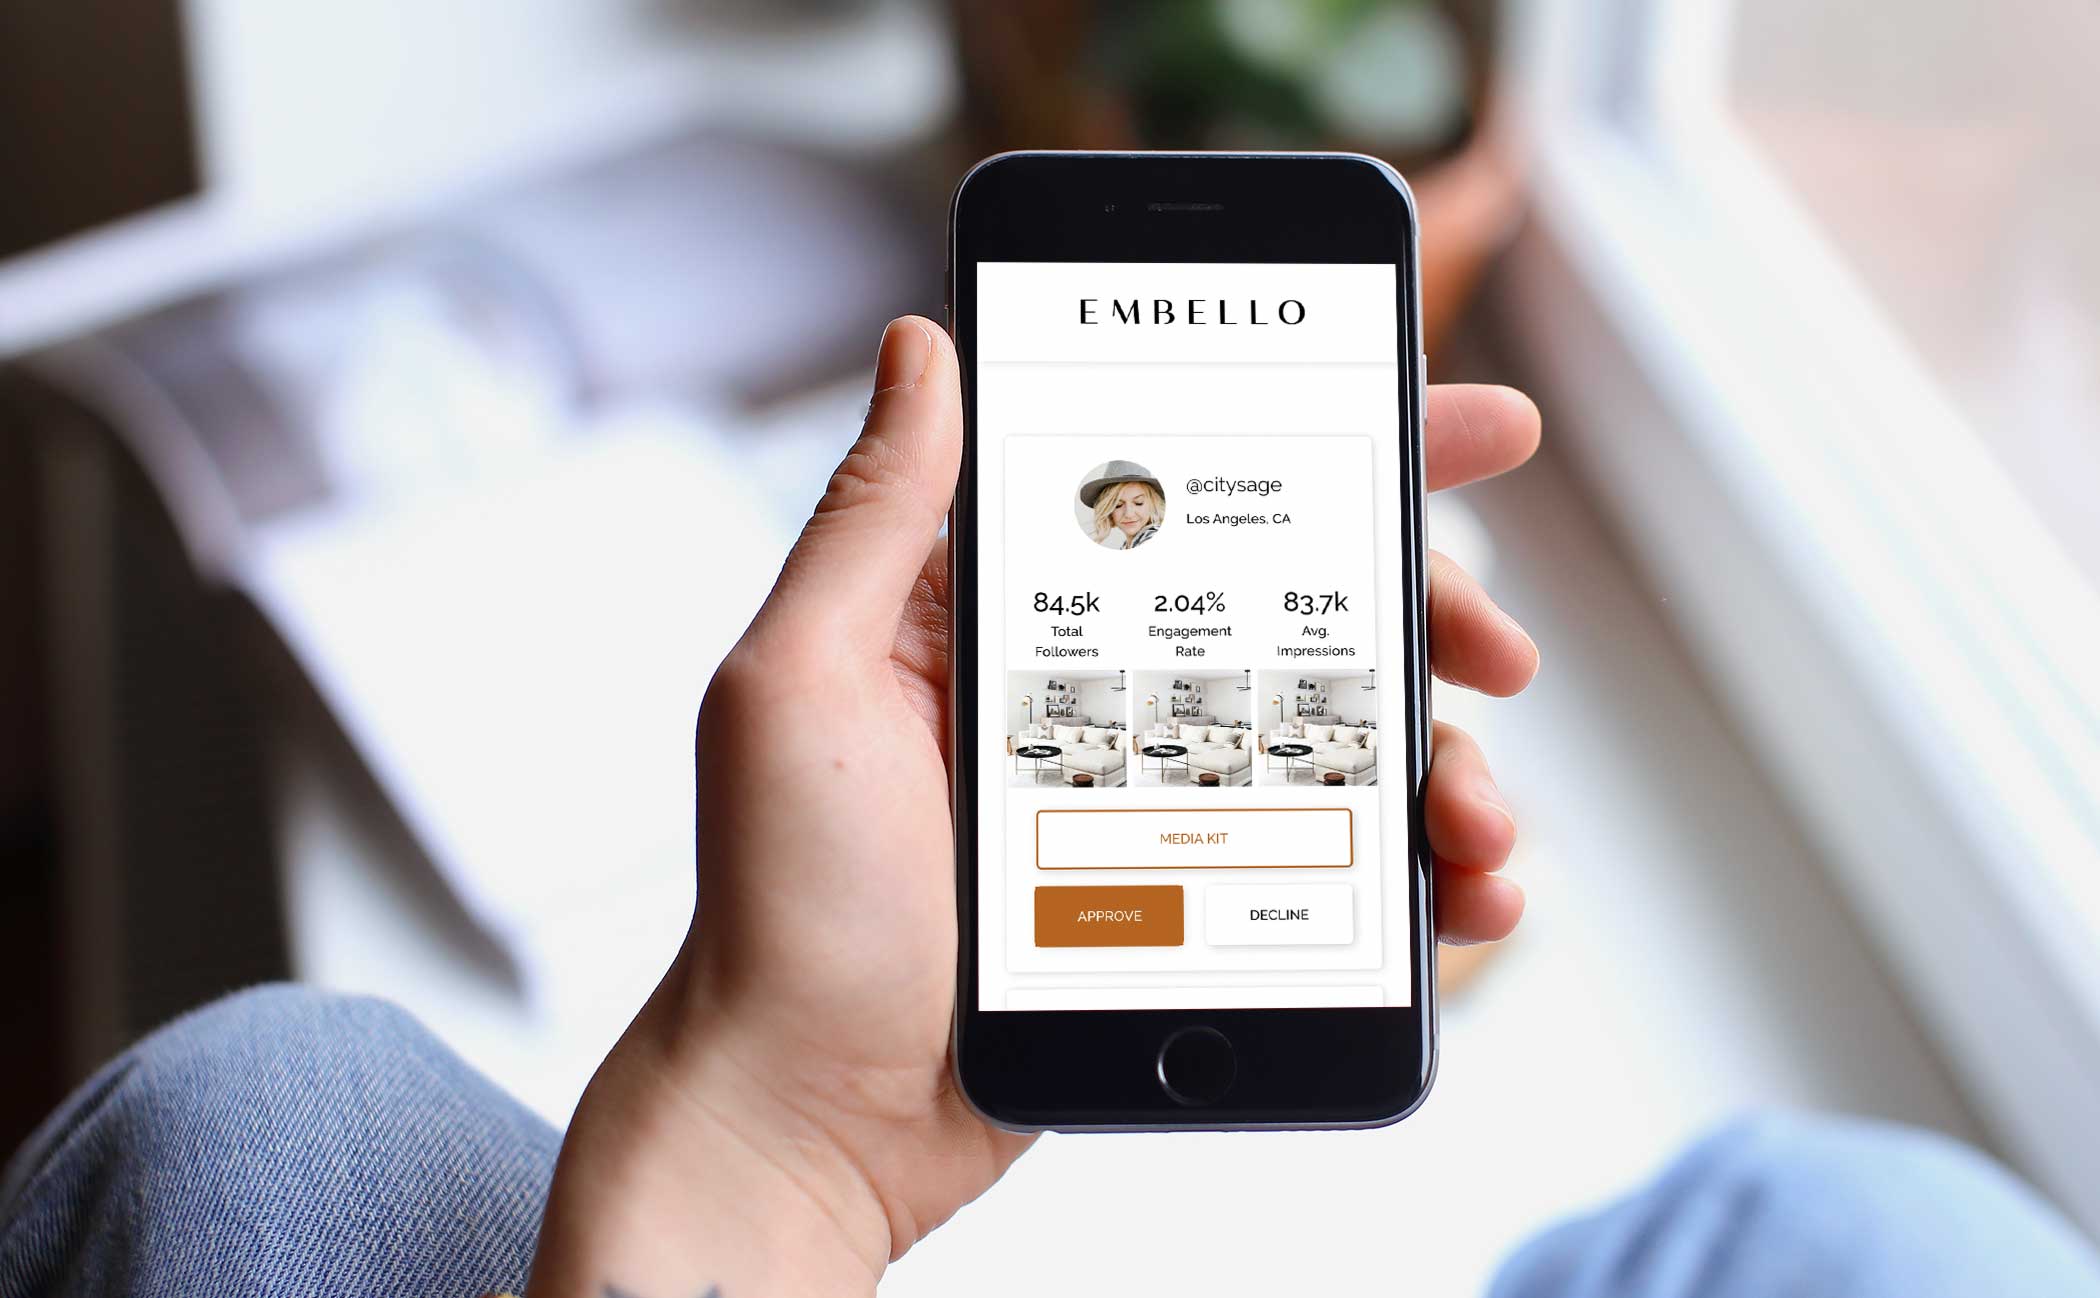 EMBELLO
@citysage
Los Angeles, CA
84.5k
Total
Followers
2.04%
Engagement
Rate
83.7k
Avg.
Impressions
MEDIA KIT
APPROVE
DECLINE